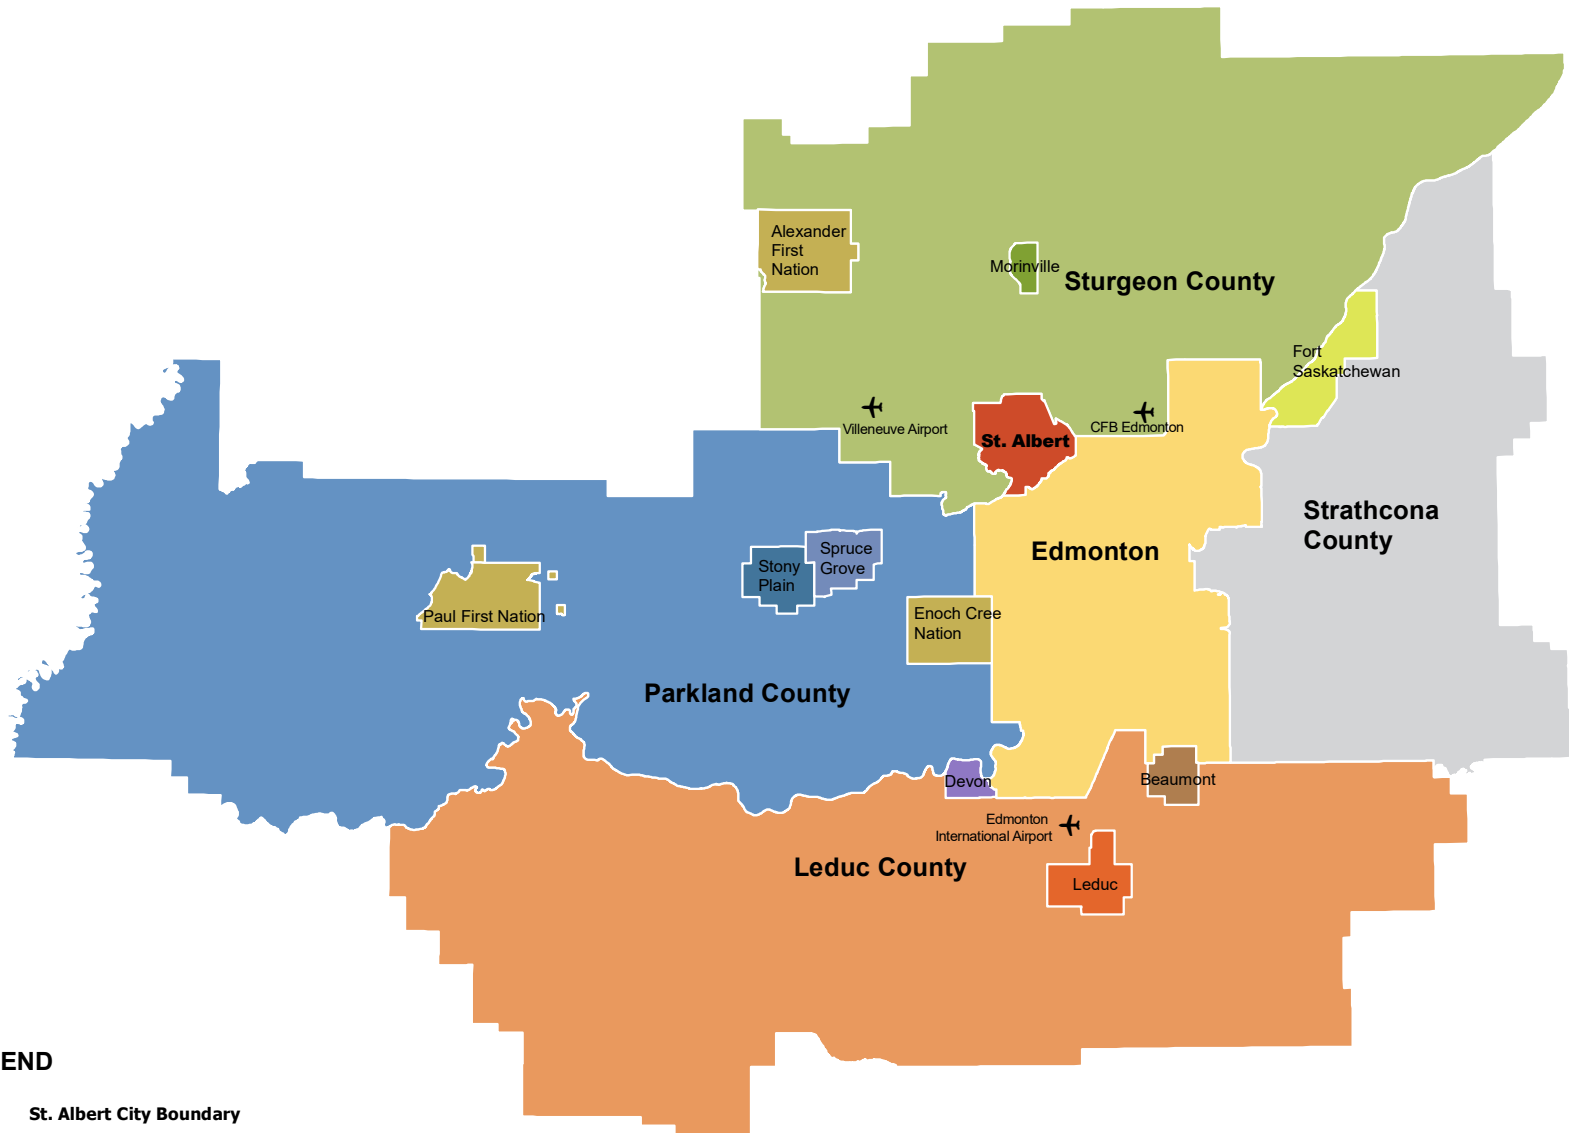 Alexander
First
Nation
Morinville
Sturgeon County
Fort
Saskatchewan
Villeneuve Airport
St. Albert
CFB Edmonton
Strathcona
County
Edmonton
Spruce
Grove
Stony
Plain
Paul First Nation
Enoch Cree
Nation
Parkland County
Devon
Beaumont
Edmonton
International Airport
Leduc County
Leduc
END
St. Albert City Boundary